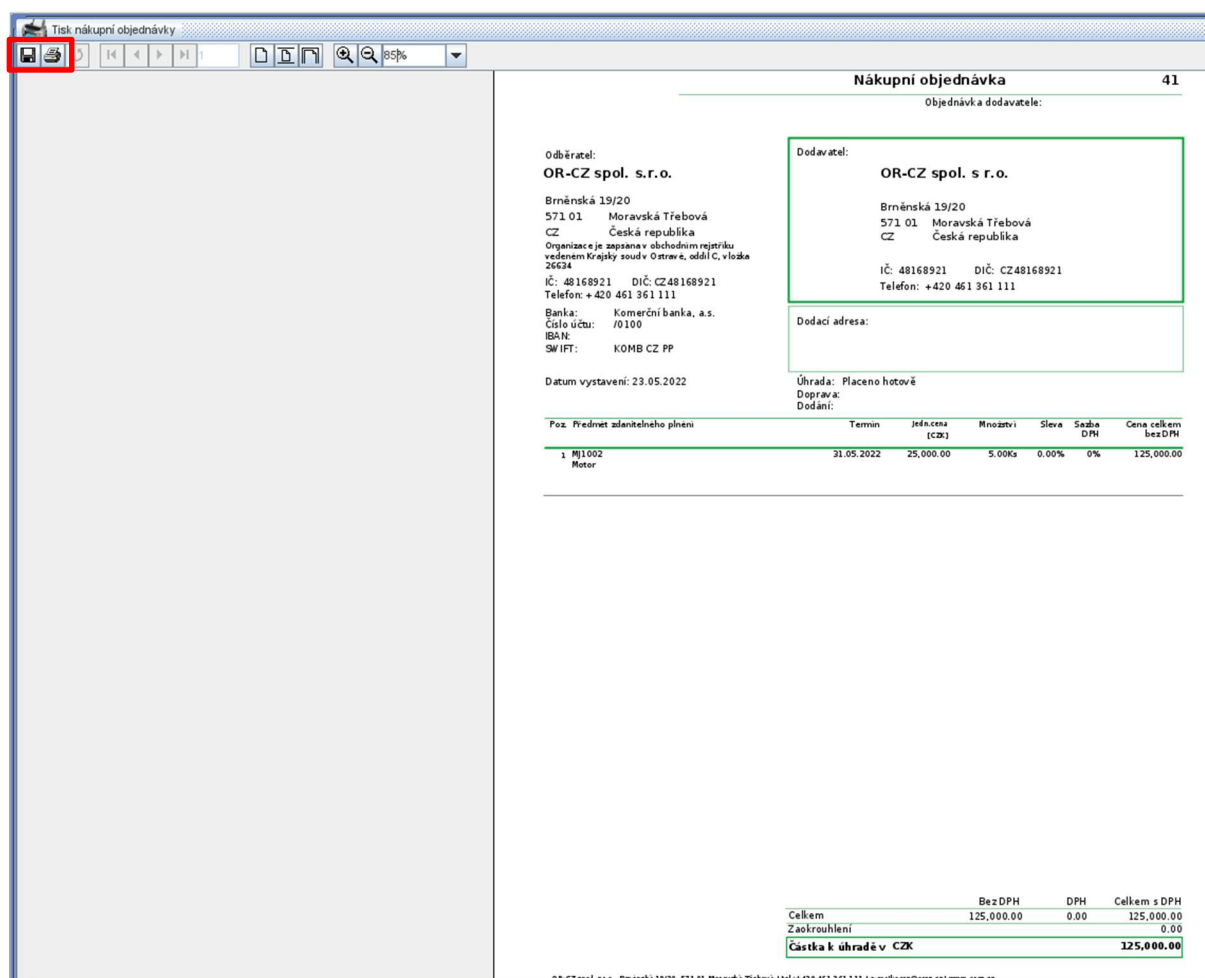 Tisk nákupní objednávky
1
85%
Nákupní objednávka 41
Objednávka dodavatele:
Odběratel:
OR-CZ spol. s.r.o.
Brněnská 19/20
571 01 Moravská Třebová
CZ Česká republika
Organizace je zapsána v obchodním rejstříku
vedeném Krajský soud v Ostravě, oddíl C, vložka
26634
IČ: 48168921 DIČ: CZ48168921
Telefon: +420 461 361 111
Banka: Komerční banka, a.s.
Číslo účtu: /0100
IBAN:
SWIFT: KOMB CZ PP
Datum vystavení: 23.05.2022
Dodavatel:
OR-CZ spol. s r.o.
Brněnská 19/20
571 01 Moravská Třebová
CZ Česká republika
IČ: 48168921 DIČ: CZ48168921
Telefon: +420 461 361 111
Dodací adresa:
Úhrada: Placeno hotově
Doprava:
Dodání:
Poz. Předmět zdanitelného plnění Termín Jedn.cena Množství Sleva Sazba Cena celkem
[CZK] DPH bez DPH
1 MJ1002 31.05.2022 25,000.00 5.00Ks 0.00% 0% 125,000.00
Motor
Bez DPH DPH Celkem s DPH
Celkem 125,000.00 0.00 125,000.00
Zaokrouhlení 0.00
Částka k úhradě v CZK 125,000.00